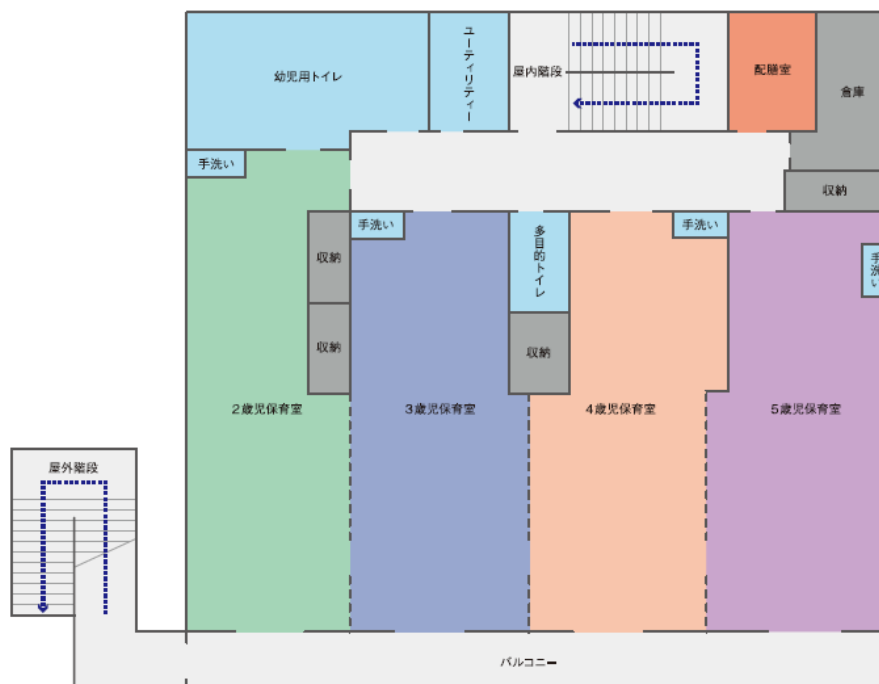 幼児用トイレ
ユーティリティー
屋内階段
配膳室
倉庫
手洗い
収納
手洗い
多目的トイレ
手洗い
手洗い
収納
収納
収納
2歳児保育室
3歳児保育室
4歳児保育室
5歳児保育室
屋外階段
バルコニー